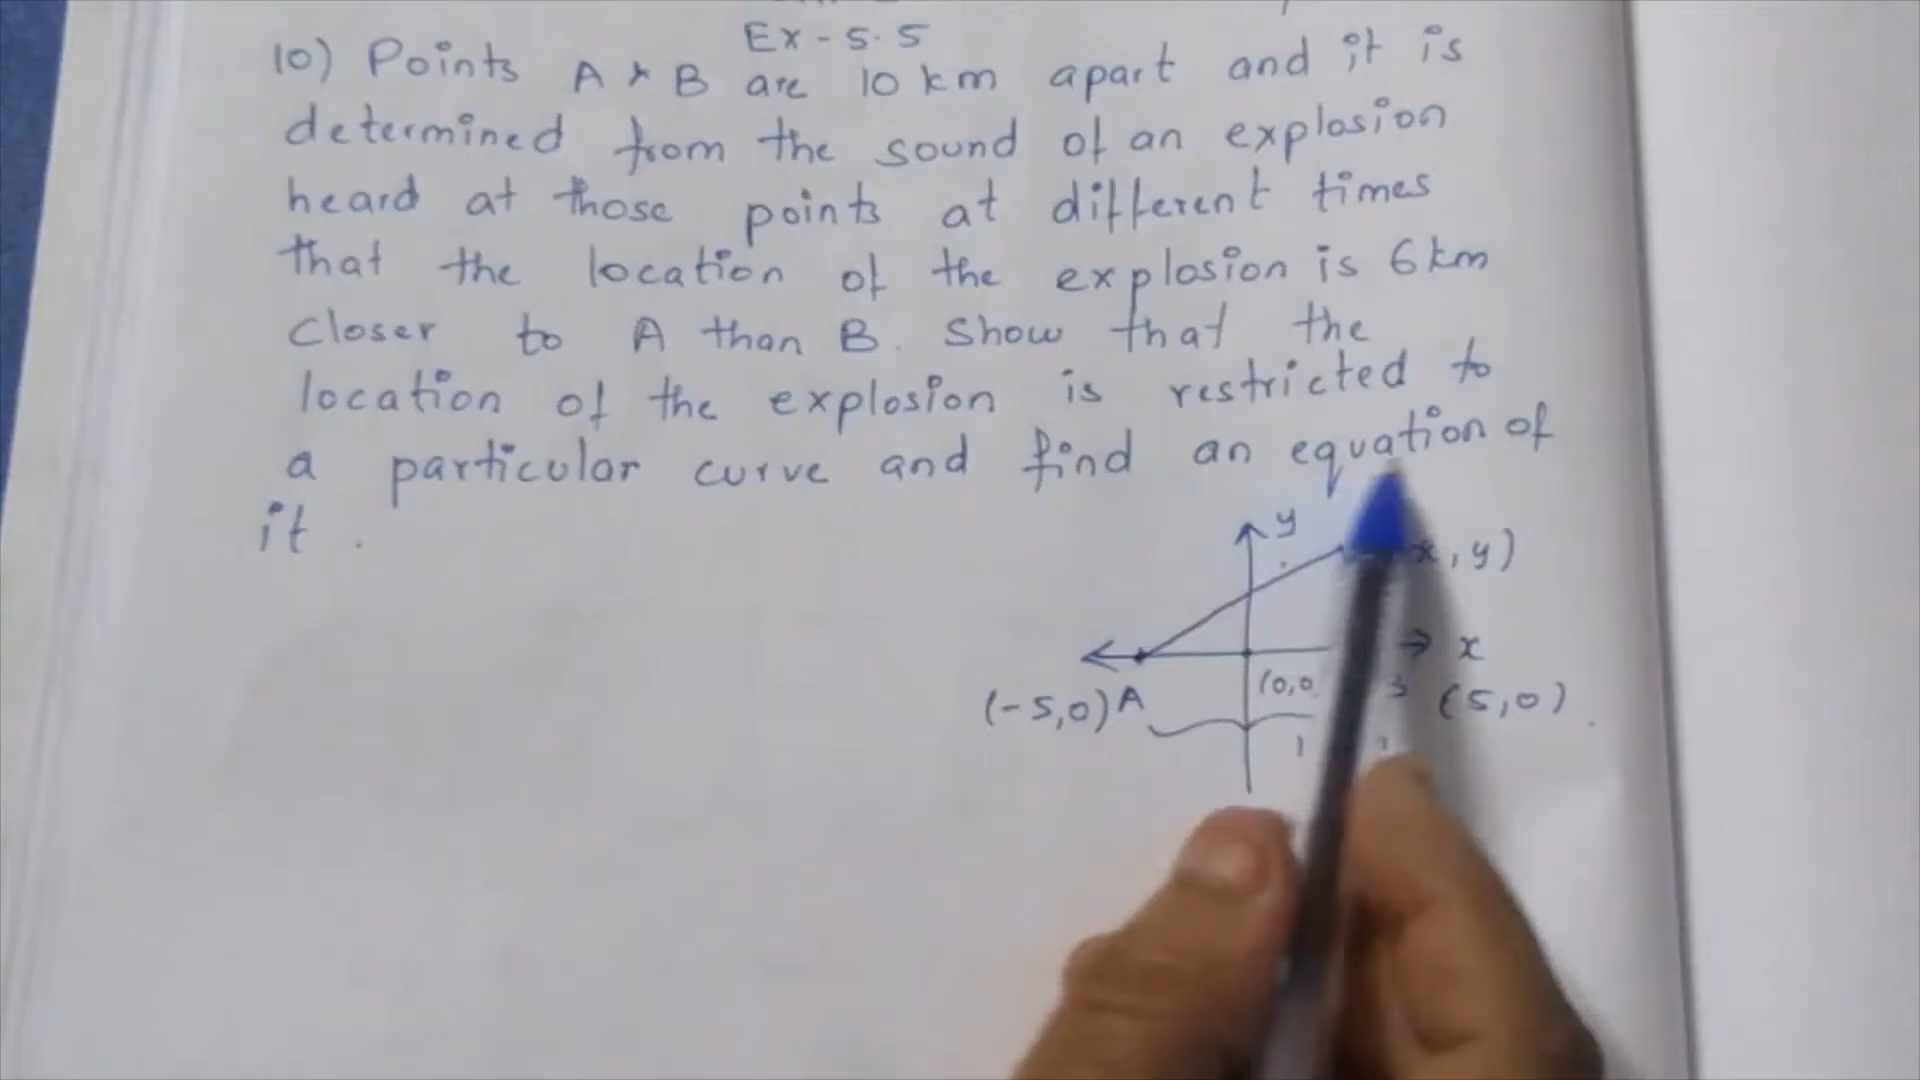 Ex-5.5
10) Points A & B are 10 km apart and it is
determined from the sound of an explosion
heard at those points at different times
that the location of the explosion is 6 km
Closer to A than B. Show that the
location of the explosion is restricted to
a particular curve and find an equation of
it.
y
x, y)
x
(-5,0) A (0,0 (5,0)